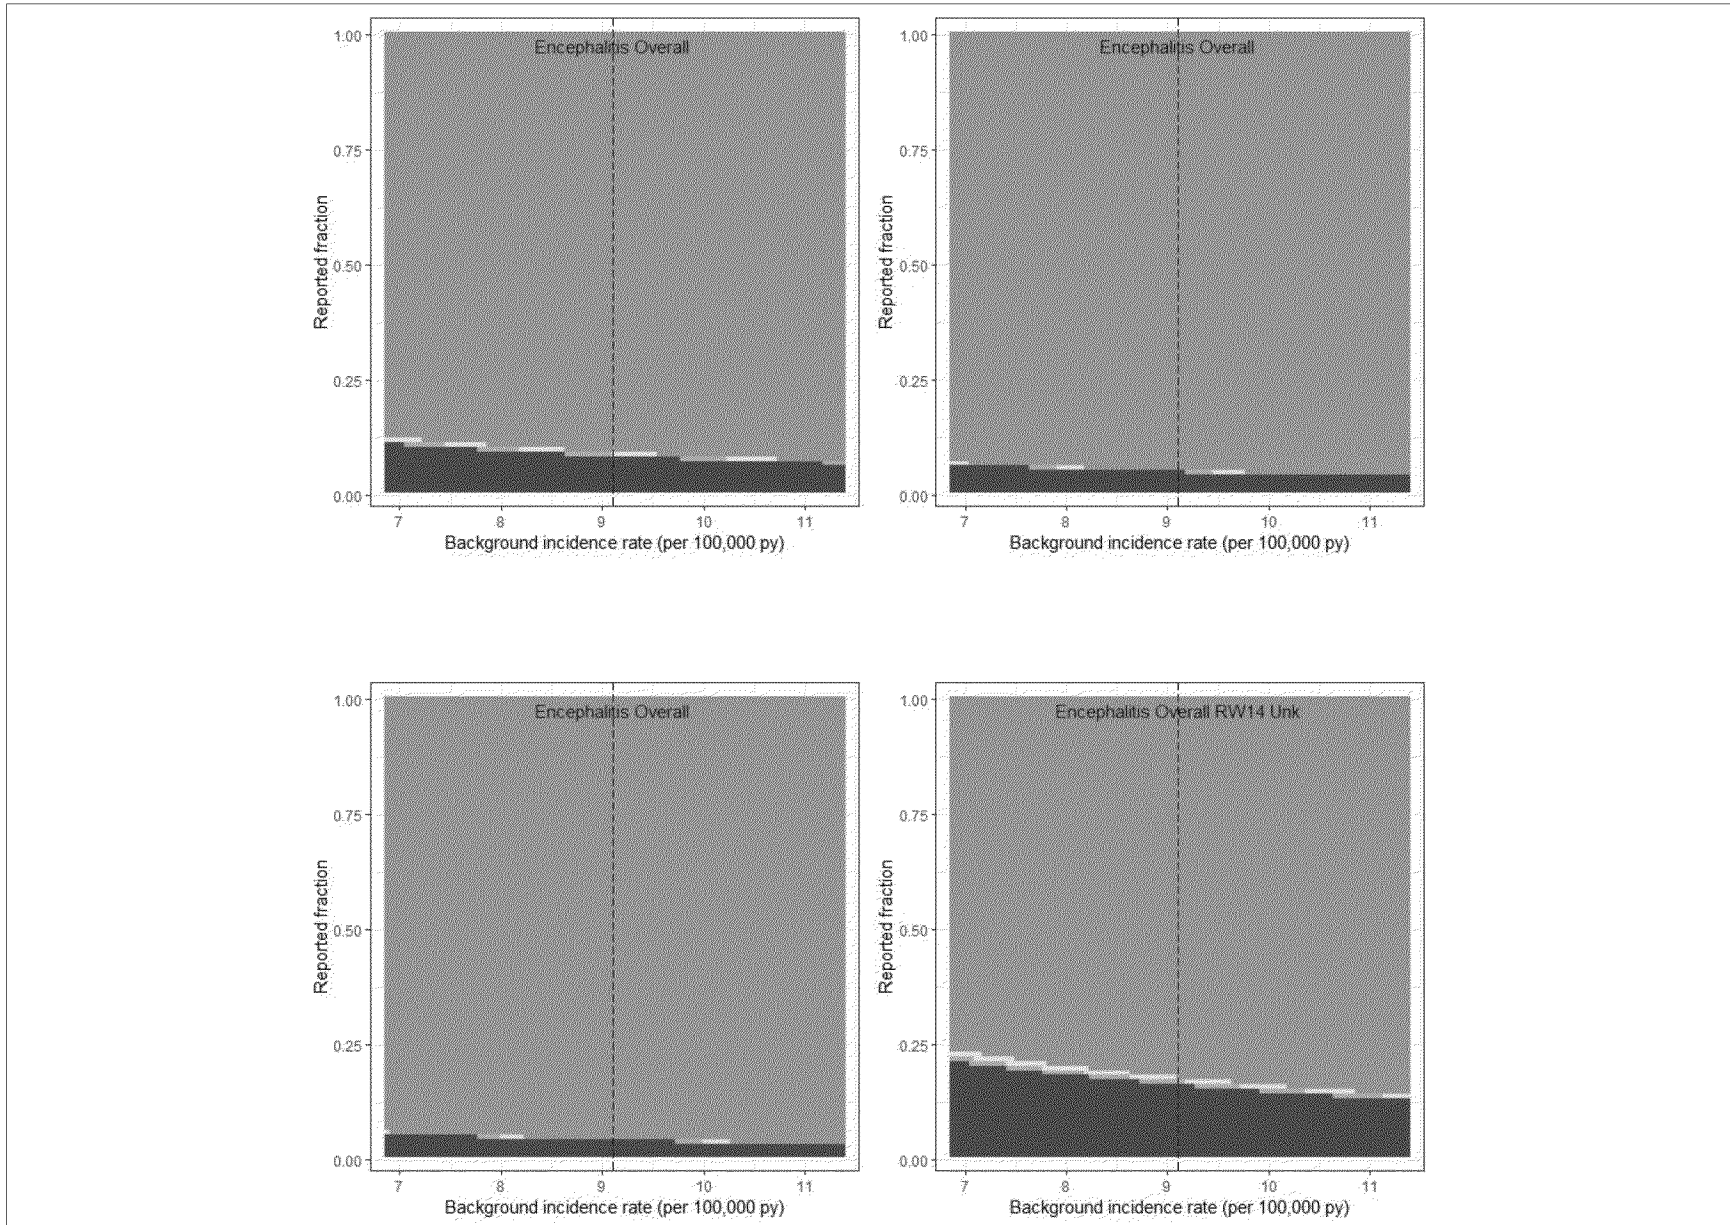 Encephalitis Overall
1.00
0.75
0.50
0.25
0.00
Reported fraction
7 8 9 10 11
Background incidence rate (per 100,000 py)
Encephalitis Overall
1.00
0.75
0.50
0.25
0.00
Reported fraction
7 8 9 10 11
Background incidence rate (per 100,000 py)
Encephalitis Overall
1.00
0.75
0.50
0.25
0.00
Reported fraction
7 8 9 10 11
Background incidence rate (per 100,000 py)
Encephalitis Overall RW14 Unk
1.00
0.75
0.50
0.25
0.00
Reported fraction
7 8 9 10 11
Background incidence rate (per 100,000 py)